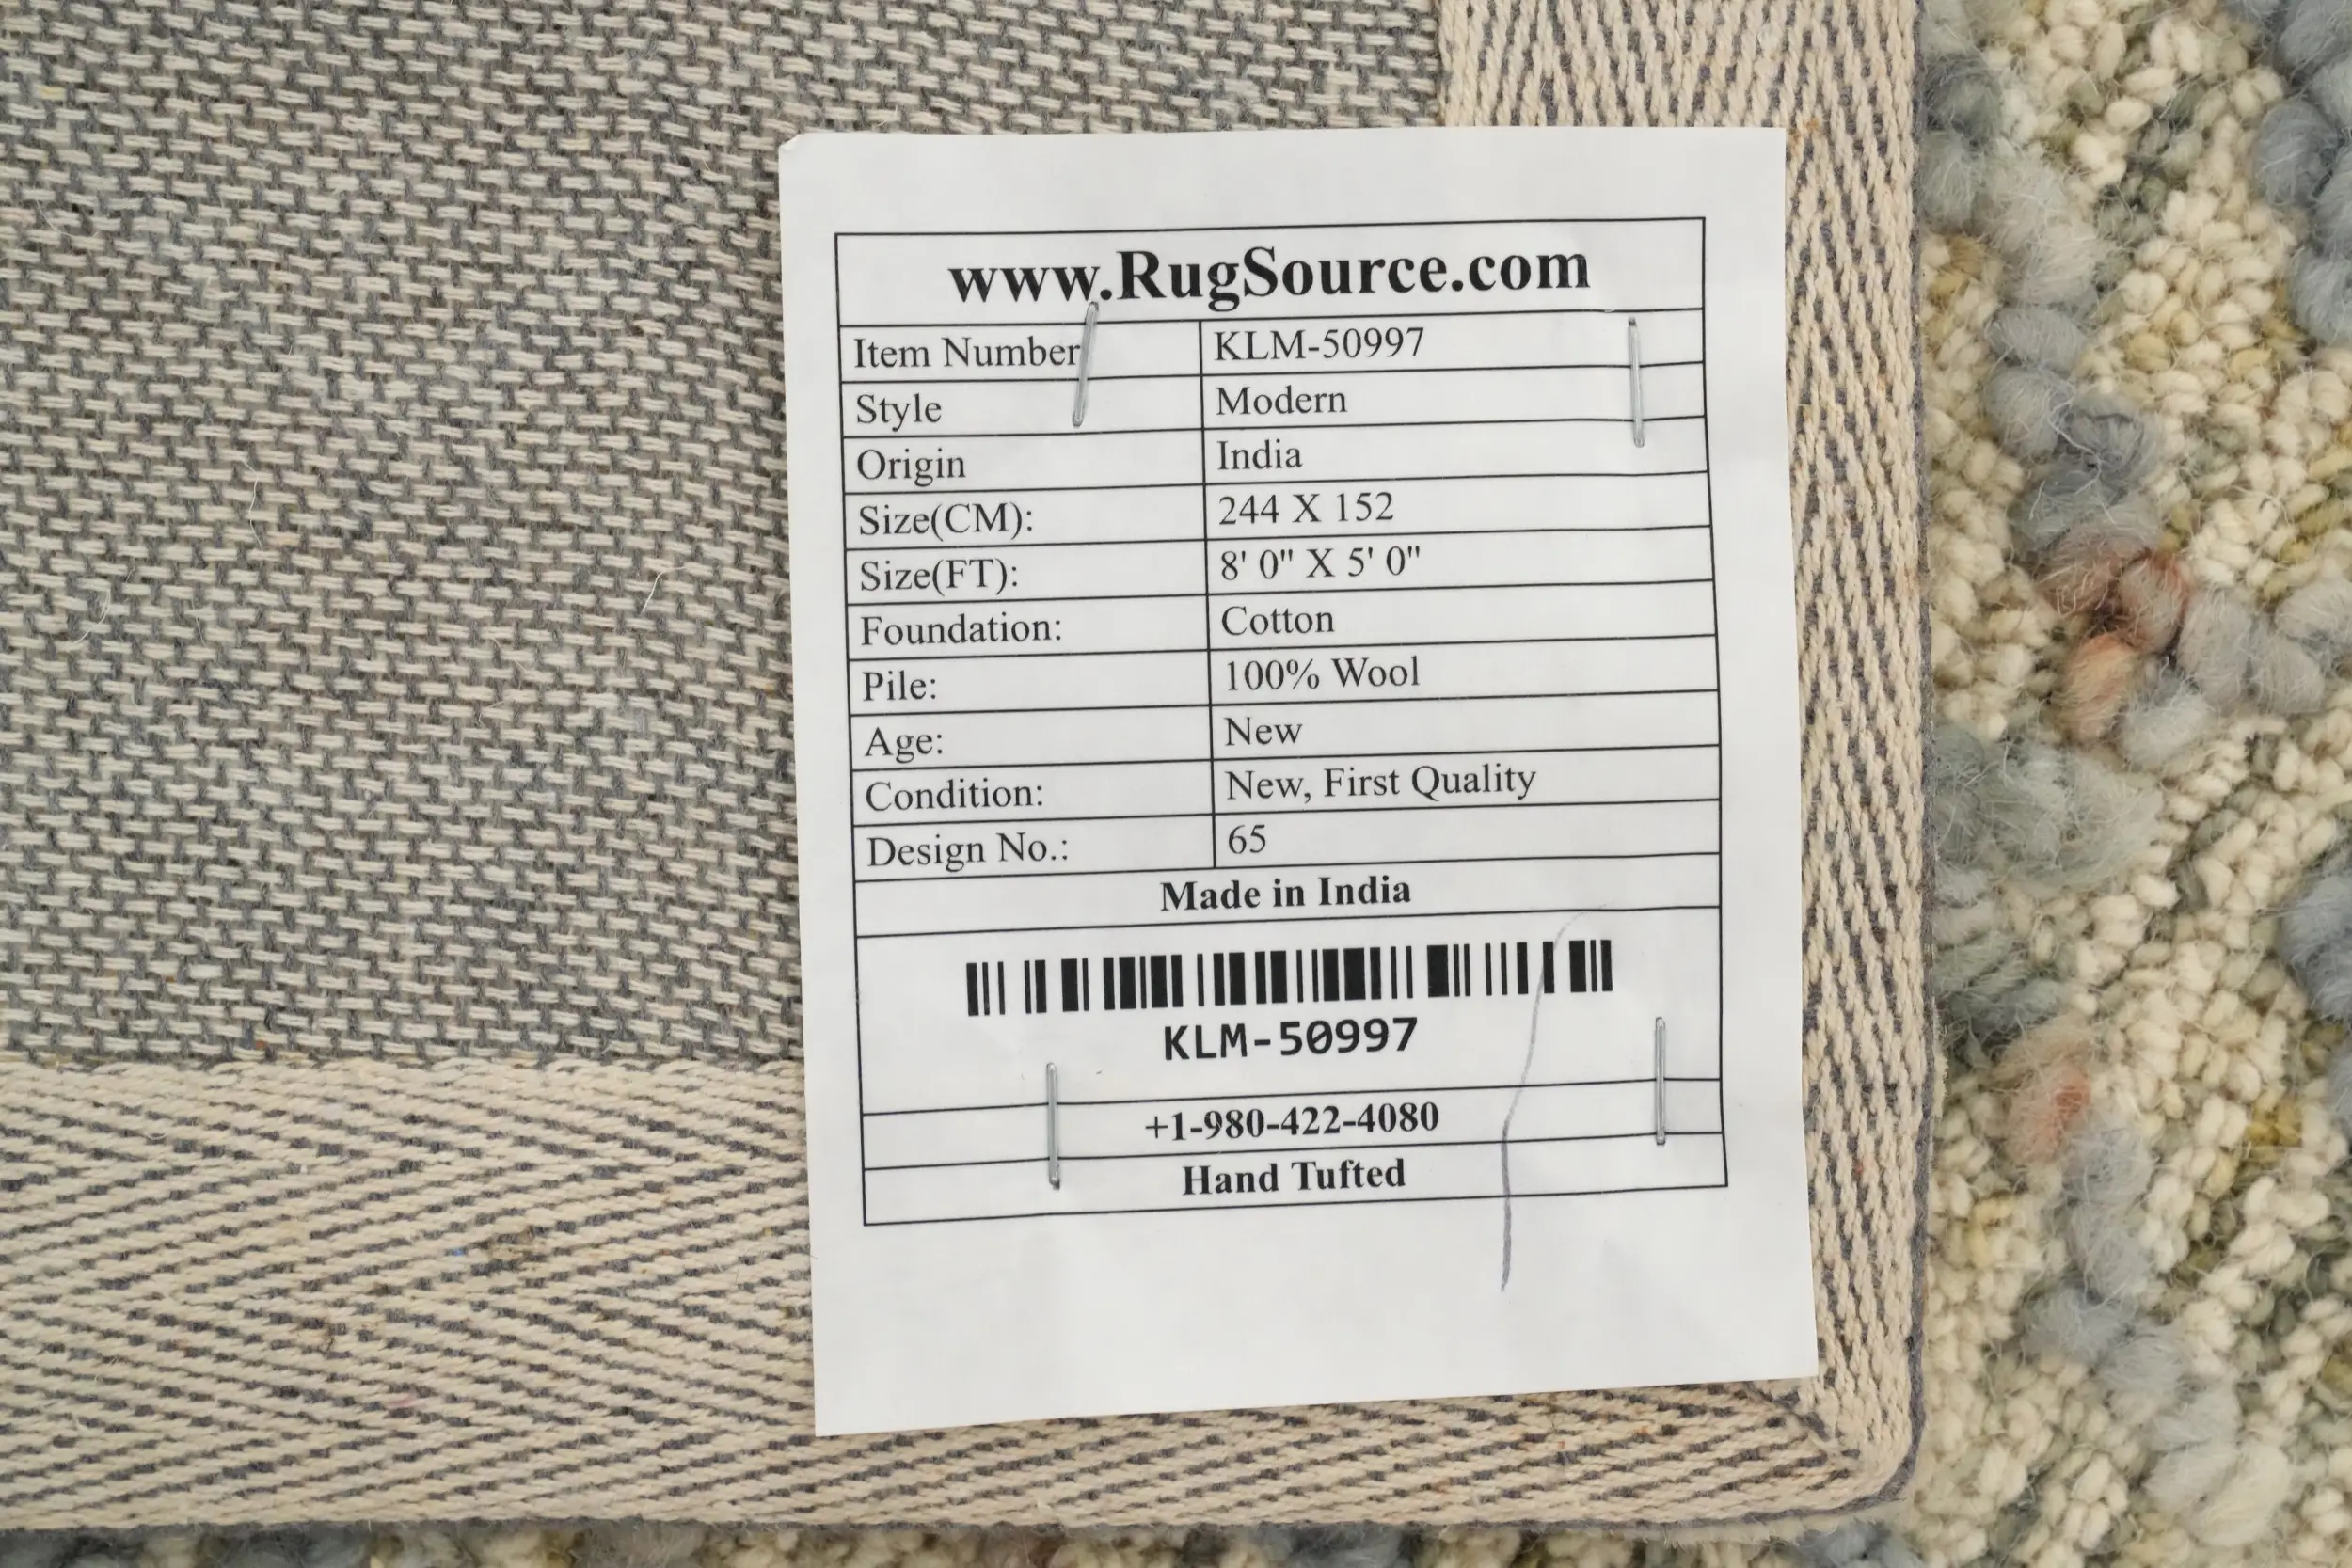 www.RugSource.com
Item Number KLM-50997
Style Modern
Origin India
Size(CM): 244 X 152
Size(FT): 8' 0" X 5' 0"
Foundation: Cotton
Pile: 100% Wool
Age: New
Condition: New, First Quality
Design No.: 65
Made in India
KLM-50997
+1-980-422-4080
Hand Tufted